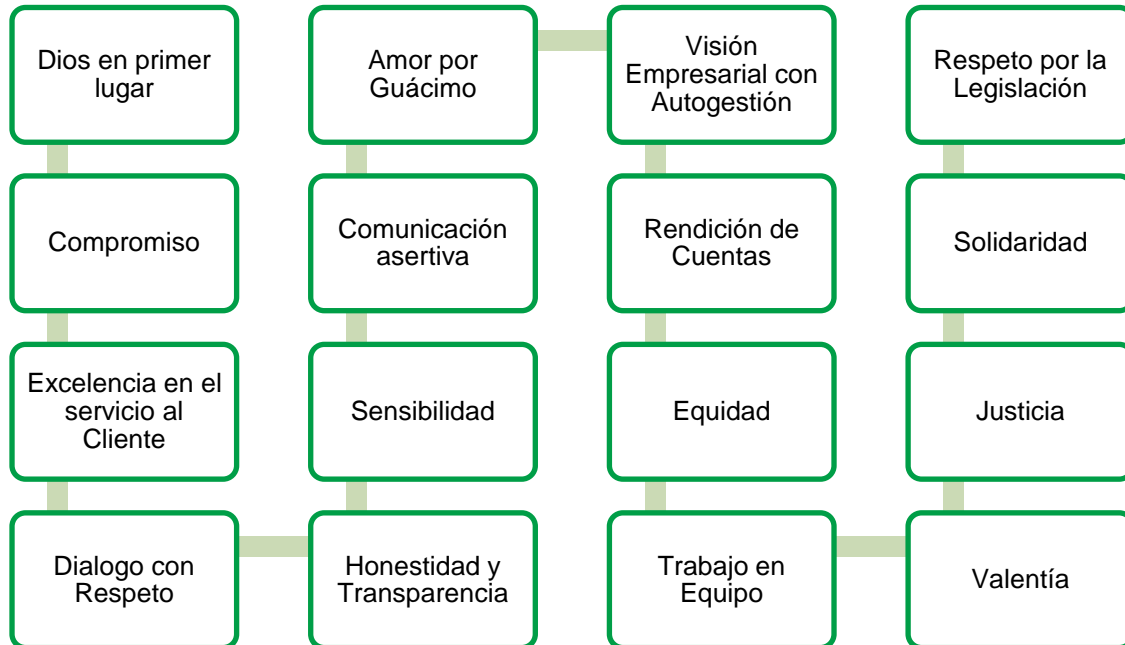 Dios en primer
lugar
Compromiso
Excelencia en el
servicio al
Cliente
Dialogo con
Respeto
Honestidad y
Transparencia
Sensibilidad
Comunicación
asertiva
Amor por
Guácimo
Visión
Empresarial con
Autogestión
Rendición de
Cuentas
Equidad
Trabajo en
Equipo
Valentía
Justicia
Solidaridad
Respeto por la
Legislación